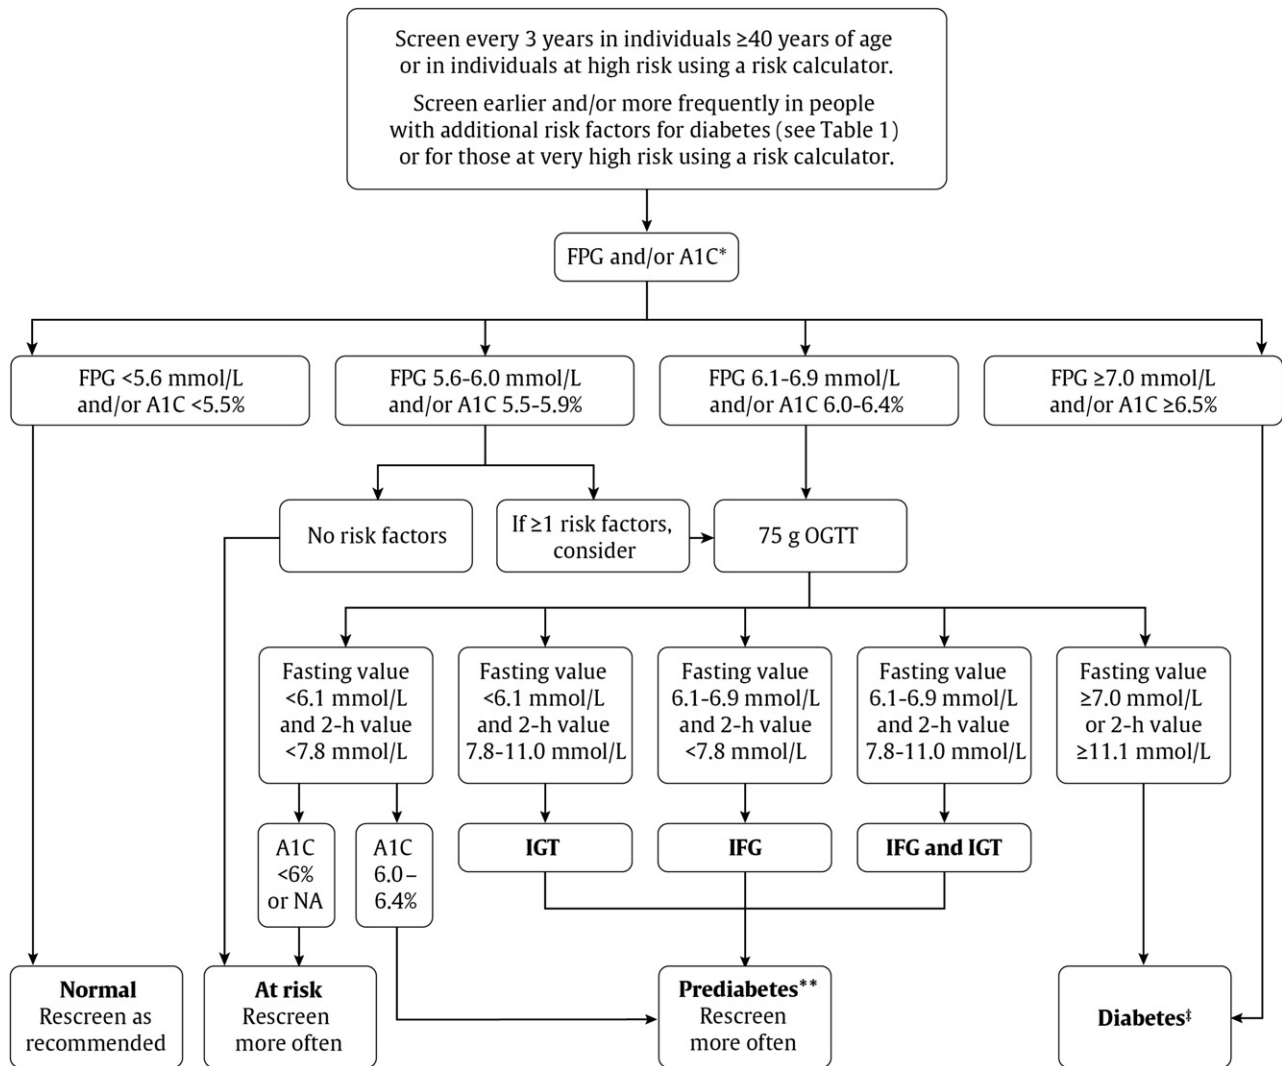 Screen every 3 years in individuals ≥40 years of age
or in individuals at high risk using a risk calculator.
Screen earlier and/or more frequently in people
with additional risk factors for diabetes (see Table 1)
or for those at very high risk using a risk calculator.
FPG and/or A1C*
FPG <5.6 mmol/L
and/or A1C <5.5%
FPG 5.6-6.0 mmol/L
and/or A1C 5.5-5.9%
FPG 6.1-6.9 mmol/L
and/or A1C 6.0-6.4%
FPG ≥7.0 mmol/L
and/or A1C ≥6.5%
No risk factors
If ≥1 risk factors,
consider
75 g OGTT
Fasting value
<6.1 mmol/L
and 2-h value
<7.8 mmol/L
Fasting value
<6.1 mmol/L
and 2-h value
7.8-11.0 mmol/L
Fasting value
6.1-6.9 mmol/L
and 2-h value
<7.8 mmol/L
Fasting value
6.1-6.9 mmol/L
and 2-h value
7.8-11.0 mmol/L
Fasting value
≥7.0 mmol/L
or 2-h value
≥11.1 mmol/L
A1C
<6%
or NA
A1C
6.0–
6.4%
IGT
IFG
IFG and IGT
Normal
Rescreen as
recommended
At risk
Rescreen
more often
Prediabetes**
Rescreen
more often
Diabetes‡